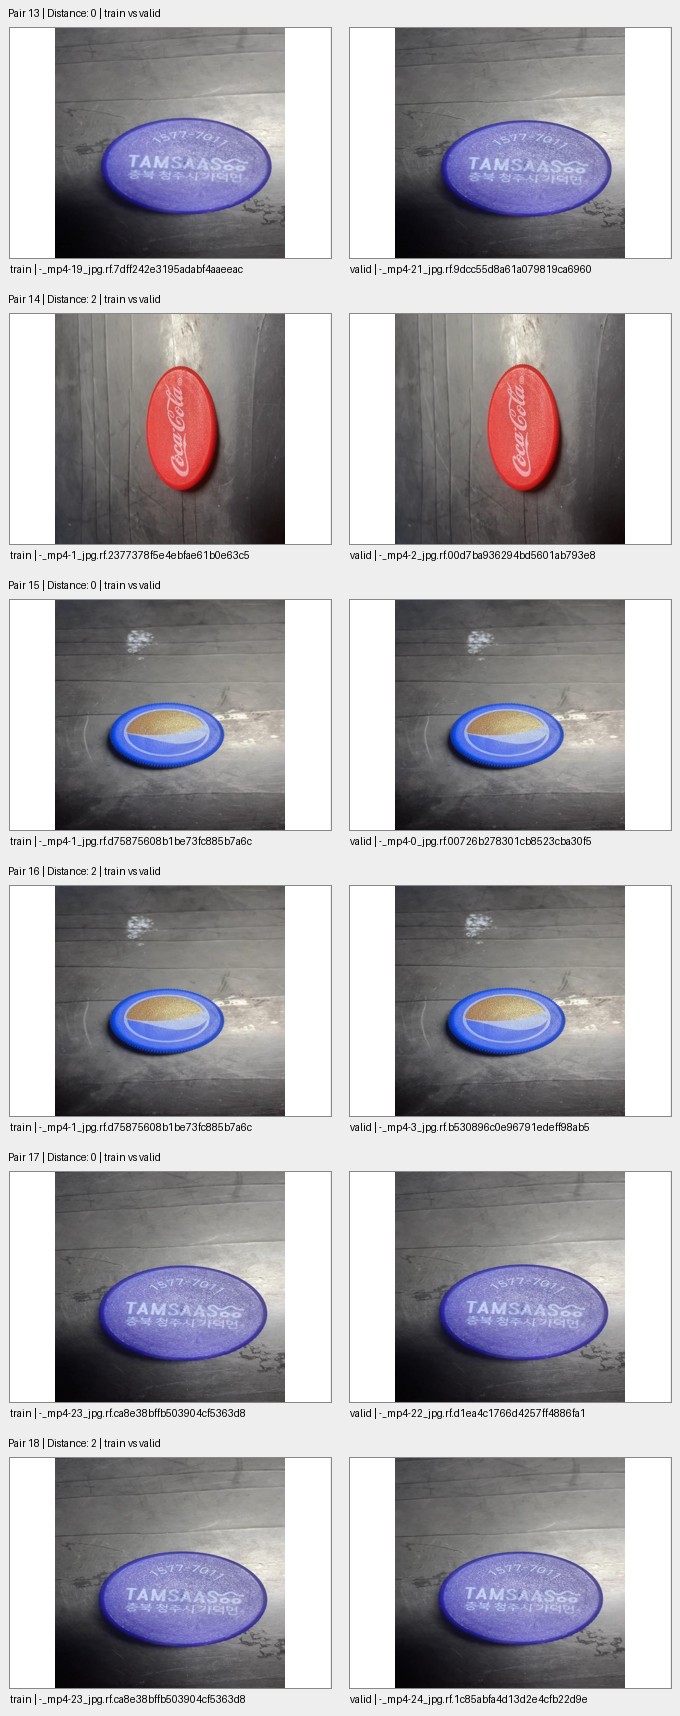 Pair 13 | Distance: 0 | train vs valid
1577-7011
TAMSAAS
충북 청주시 가덕면
1577-7011
TAMSAAS
충북 청주시 가덕면
train | -_mp4-19_jpg.rf.7dff242e3195adabf4aaeeac
valid | -_mp4-21_jpg.rf.9dcc55d8a61a079819ca6960
Pair 14 | Distance: 2 | train vs valid
Coca-Cola
Coca-Cola
train | -_mp4-1_jpg.rf.2377378f5e4ebfae61b0e63c5
valid | -_mp4-2_jpg.rf.00d7ba936294bd5601ab793e8
Pair 15 | Distance: 0 | train vs valid
train | -_mp4-1_jpg.rf.d75875608b1be73fc885b7a6c
valid | -_mp4-0_jpg.rf.00726b278301cb8523cba30f5
Pair 16 | Distance: 2 | train vs valid
train | -_mp4-1_jpg.rf.d75875608b1be73fc885b7a6c
valid | -_mp4-3_jpg.rf.b530896c0e96791edeff98ab5
Pair 17 | Distance: 0 | train vs valid
1577-7011
TAMSAAS
충북 청주시 가덕면
1577-7011
TAMSAAS
충북 청주시 가덕면
train | -_mp4-23_jpg.rf.ca8e38bffb503904cf5363d8
valid | -_mp4-22_jpg.rf.d1ea4c1766d4257ff4886fa1
Pair 18 | Distance: 2 | train vs valid
1577-7011
TAMSAAS
충북 청주시 가덕면
1577-7011
TAMSAAS
충북 청주시 가덕면
train | -_mp4-23_jpg.rf.ca8e38bffb503904cf5363d8
valid | -_mp4-24_jpg.rf.1c85abfa4d13d2e4cfb22d9e